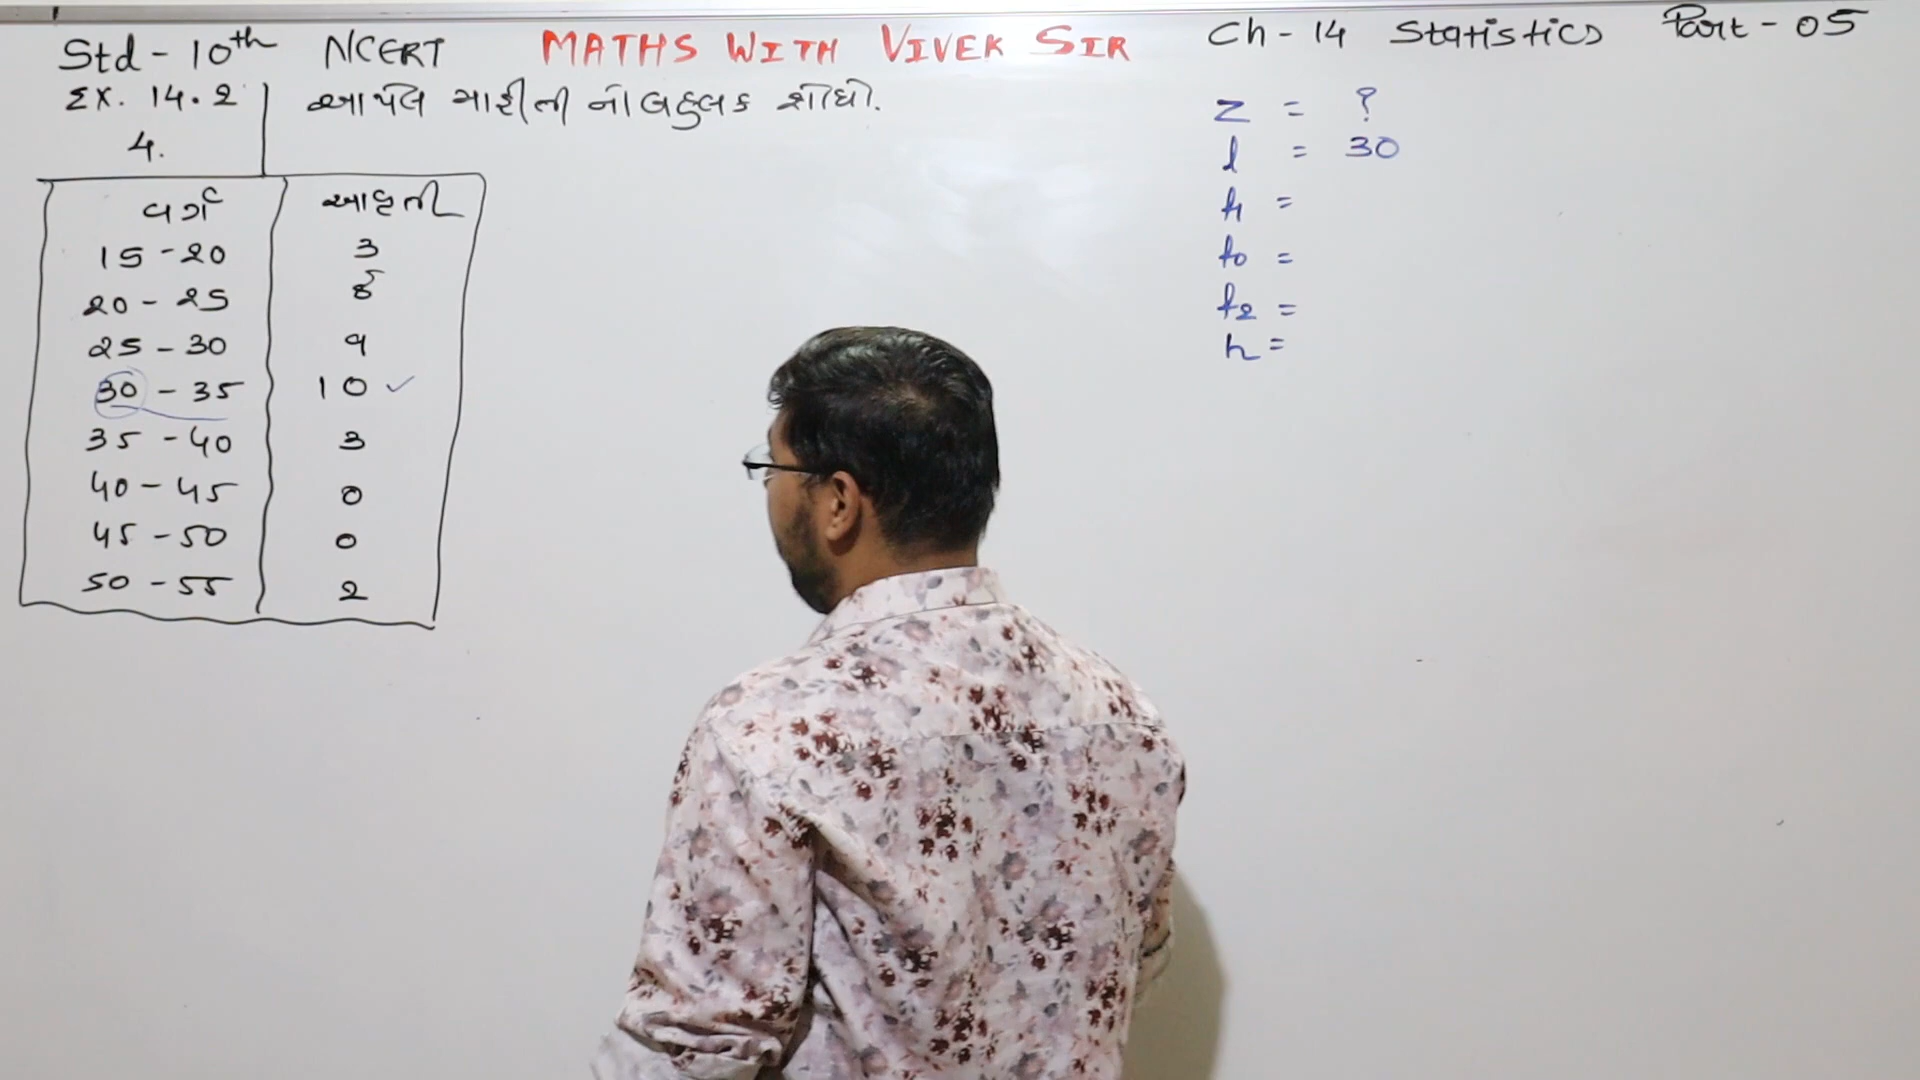 Std - 10th NCERT MATHS WITH VIVEK SIR Ch - 14 Statistics Part - 05
Ex. 14.2 આપેલ માહીતી નો બહુલક શોધો.
4.
વર્ગ આવૃતી
15 - 20 3
20 - 25 8
25 - 30 9
30 - 35 10 ✓
35 - 40 3
40 - 45 0
45 - 50 0
50 - 55 2
Z = ?
l = 30
f1 =
f0 =
f2 =
h =